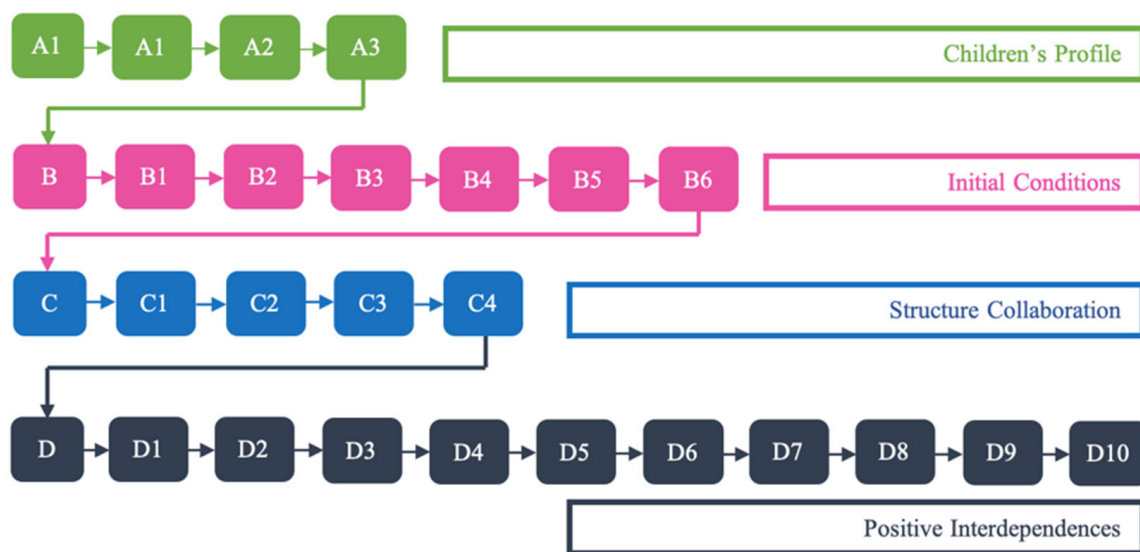 A1 A1 A2 A3
Children's Profile
B B1 B2 B3 B4 B5 B6
Initial Conditions
C C1 C2 C3 C4
Structure Collaboration
D D1 D2 D3 D4 D5 D6 D7 D8 D9 D10
Positive Interdependences